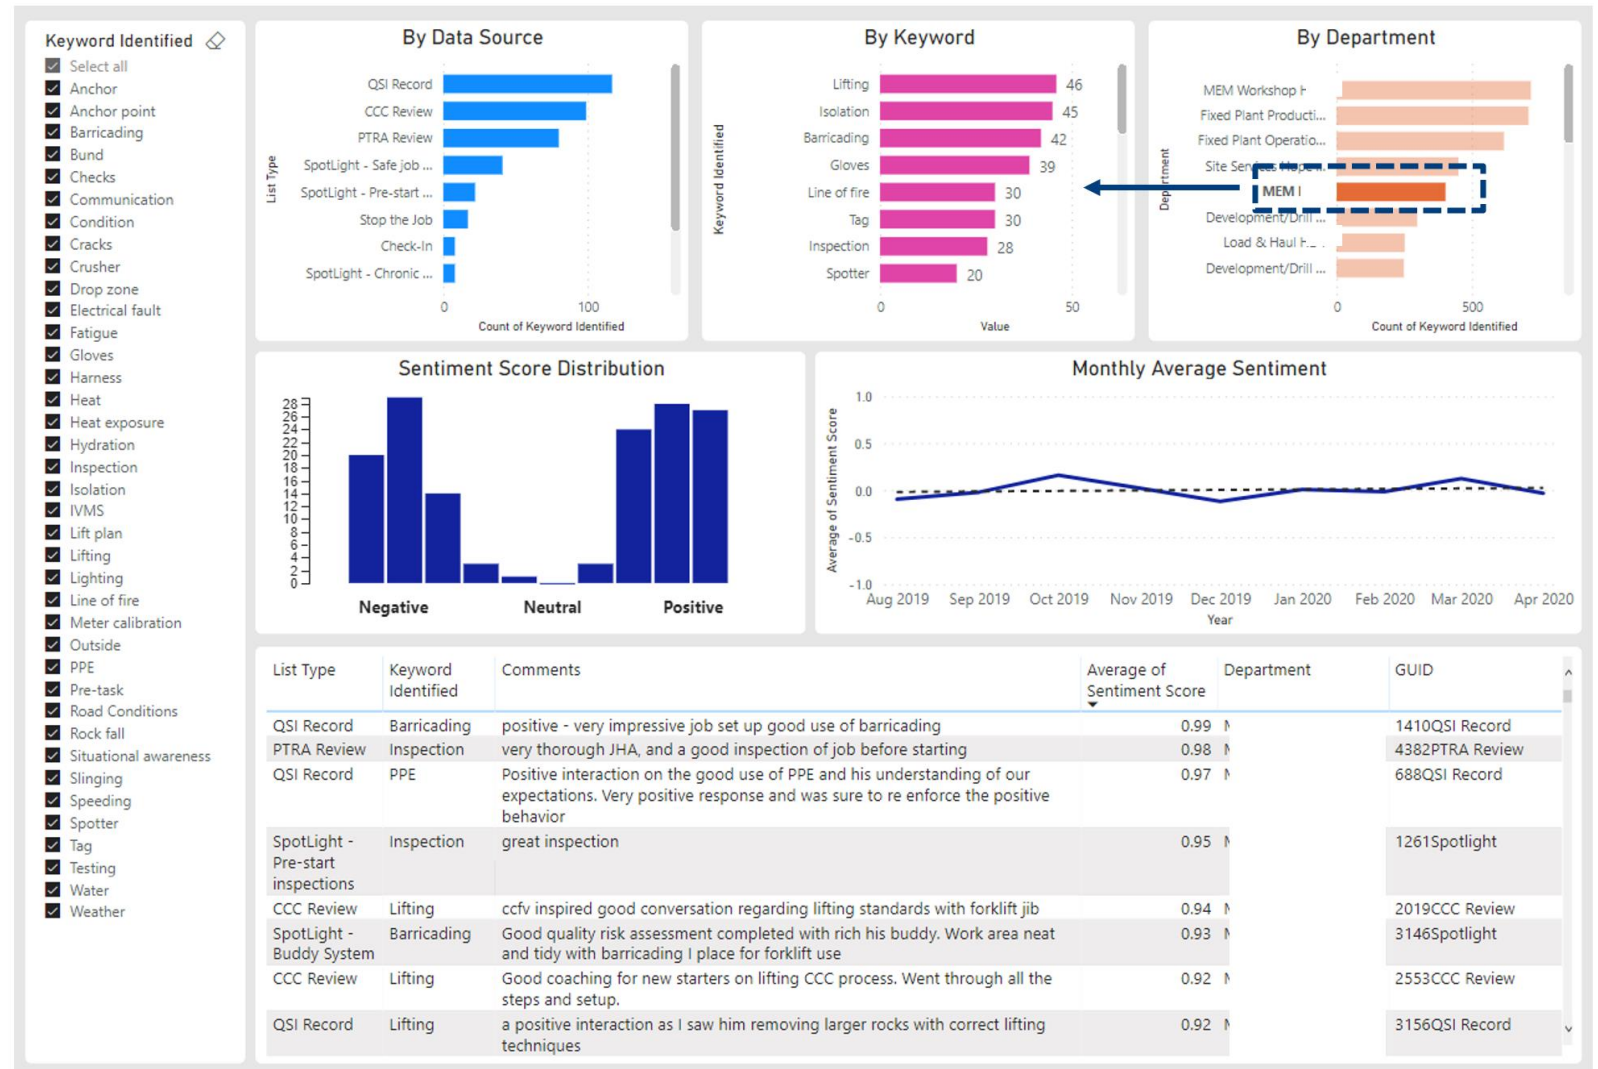 Keyword Identified
Select all
Anchor
Anchor point
Barricading
Bund
Checks
Communication
Condition
Cracks
Crusher
Drop zone
Electrical fault
Fatigue
Gloves
Harness
Heat
Heat exposure
Hydration
Inspection
Isolation
IVMS
Lift plan
Lifting
Lighting
Line of fire
Meter calibration
Outside
PPE
Pre-task
Road Conditions
Rock fall
Situational awareness
Slinging
Speeding
Spotter
Tag
Testing
Water
Weather
By Data Source
List Type
QSI Record
CCC Review
PTRA Review
SpotLight - Safe job ...
SpotLight - Pre-start ...
Stop the Job
Check-In
SpotLight - Chronic ...
0 100
Count of Keyword Identified
By Keyword
Keyword Identified
Lifting 46
Isolation 45
Barricading 42
Gloves 39
Line of fire 30
Tag 30
Inspection 28
Spotter 20
0 50
Value
By Department
Department
MEM Workshop
Fixed Plant Producti...
Fixed Plant Operatio...
Site Services
MEM
Development/Drill ...
Load & Haul
Development/Drill ...
0 500
Count of Keyword Identified
Sentiment Score Distribution
28
26
24
22
20
18
16
14
12
10
8
6
4
2
0
Negative Neutral Positive
Monthly Average Sentiment
Average of Sentiment Score
1.0
0.5
0.0
-0.5
-1.0
Aug 2019 Sep 2019 Oct 2019 Nov 2019 Dec 2019 Jan 2020 Feb 2020 Mar 2020 Apr 2020
Year
List Type Keyword Comments Average of Department GUID
Identified Sentiment Score
QSI Record Barricading positive - very impressive job set up good use of barricading 0.99 1410QSI Record
PTRA Review Inspection very thorough JHA, and a good inspection of job before starting 0.98 4382PTRA Review
QSI Record PPE Positive interaction on the good use of PPE and his understanding of our 0.97 688QSI Record
expectations. Very positive response and was sure to re enforce the positive
behavior
SpotLight - Inspection great inspection 0.95 1261Spotlight
Pre-start
inspections
CCC Review Lifting ccfv inspired good conversation regarding lifting standards with forklift jib 0.94 2019CCC Review
SpotLight - Barricading Good quality risk assessment completed with rich his buddy. Work area neat 0.93 3146Spotlight
Buddy System and tidy with barricading I place for forklift use
CCC Review Lifting Good coaching for new starters on lifting CCC process. Went through all the 0.92 2553CCC Review
steps and setup.
QSI Record Lifting a positive interaction as I saw him removing larger rocks with correct lifting 0.92 3156QSI Record
techniques